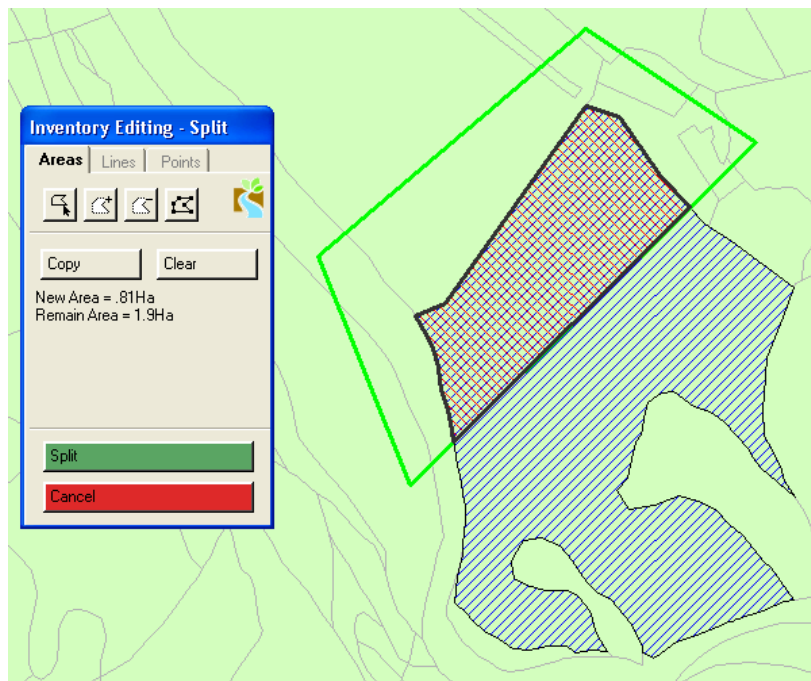 Inventory Editing - Split
Areas Lines Points
Copy Clear
New Area = .81Ha
Remain Area = 1.9Ha
Split
Cancel